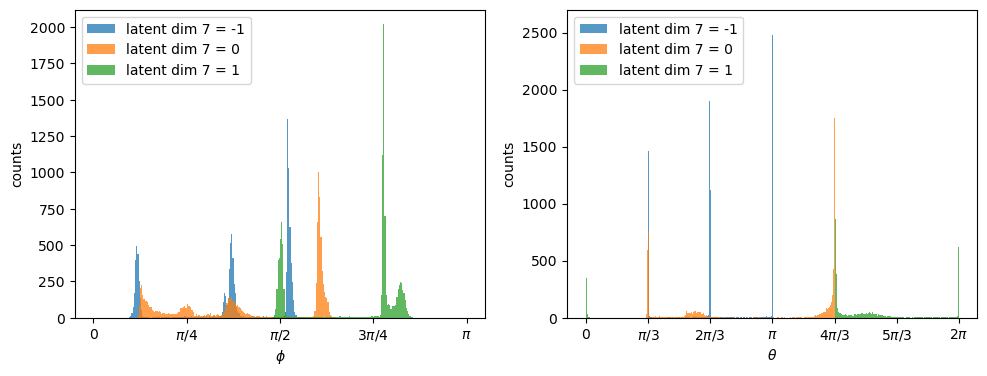 latent dim 7 = -1
latent dim 7 = 0
latent dim 7 = 1
counts
2000
1750
1500
1250
1000
750
500
250
0
0
π/4
π/2
3π/4
π
ϕ
latent dim 7 = -1
latent dim 7 = 0
latent dim 7 = 1
counts
2500
2000
1500
1000
500
0
0
π/3
2π/3
π
4π/3
5π/3
2π
θ